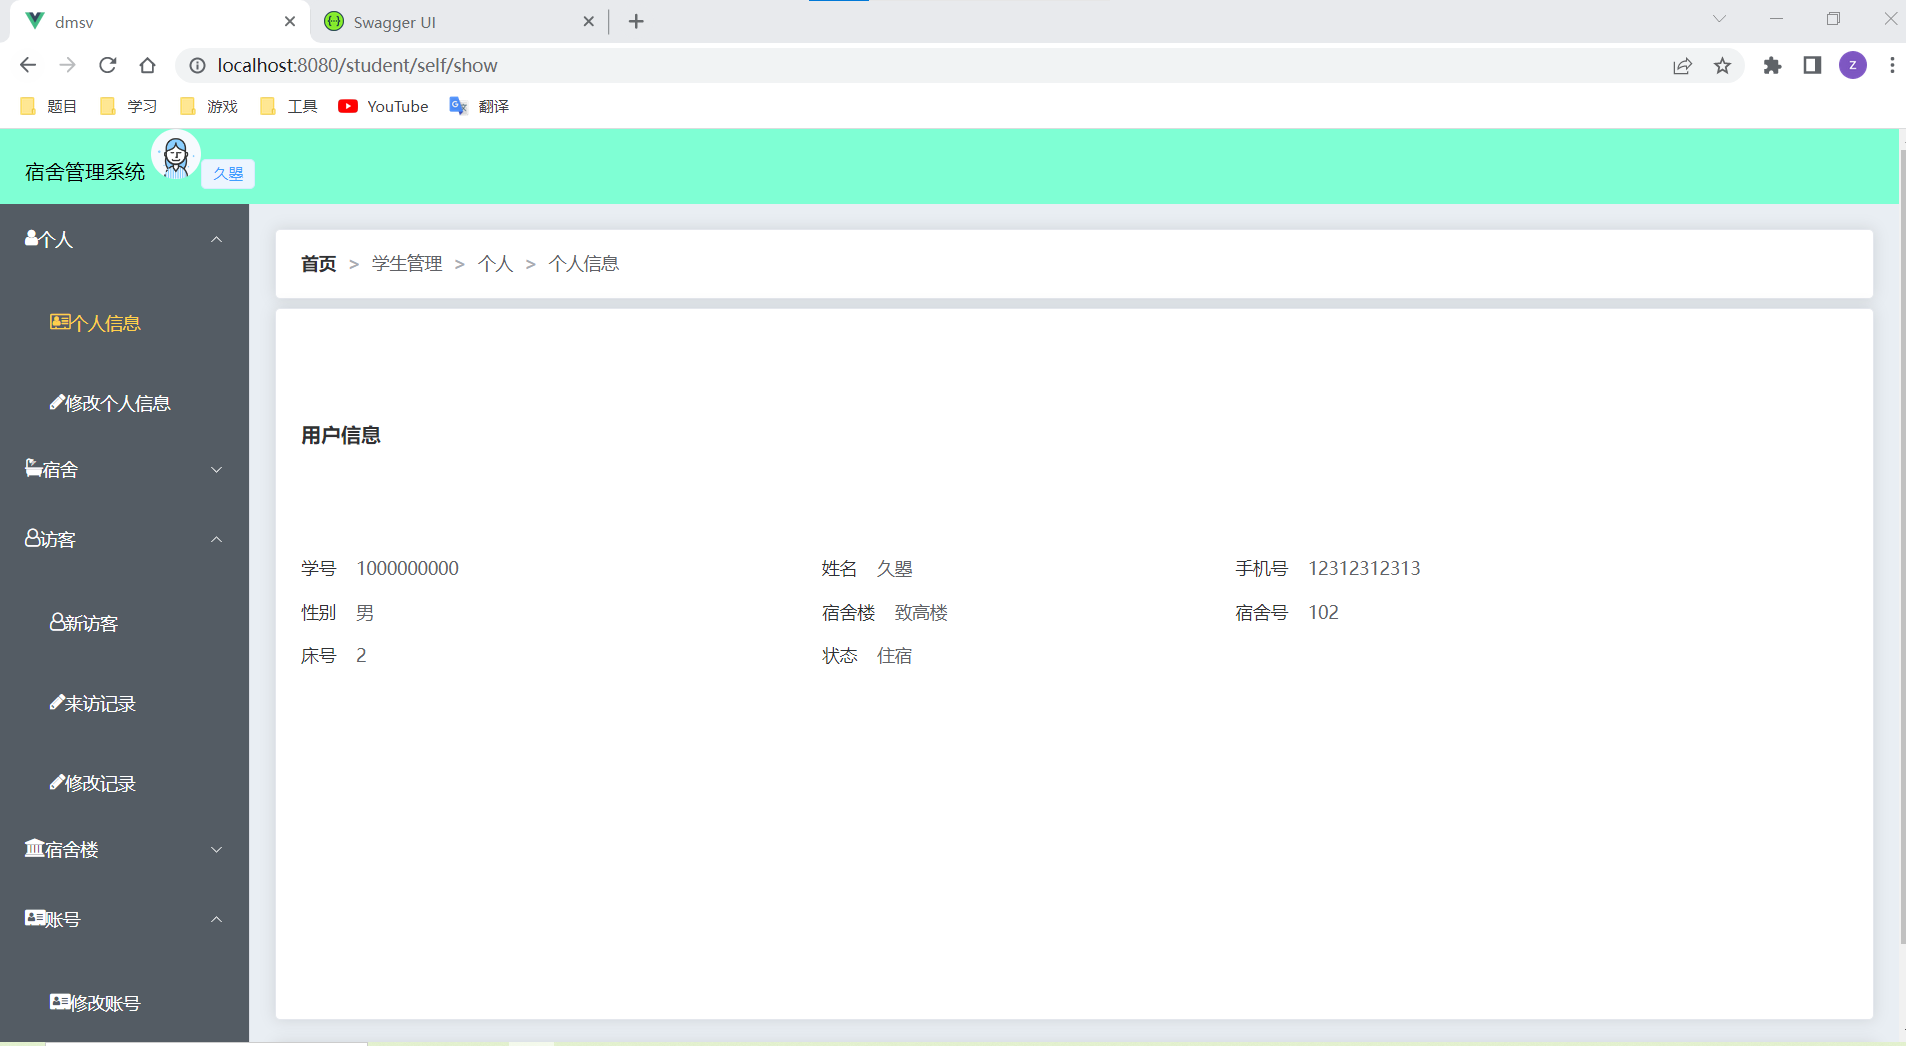 dmsv
Swagger UI
localhost:8080/student/self/show
Z
题目 学习 游戏 工具 YouTube 翻译
宿舍管理系统 久曌
个人
个人信息
修改个人信息
宿舍
访客
新访客
来访记录
修改记录
宿舍楼
账号
修改账号
首页 > 学生管理 > 个人 > 个人信息
用户信息
学号 1000000000 姓名 久曌 手机号 12312312313
性别 男 宿舍楼 致高楼 宿舍号 102
床号 2 状态 住宿